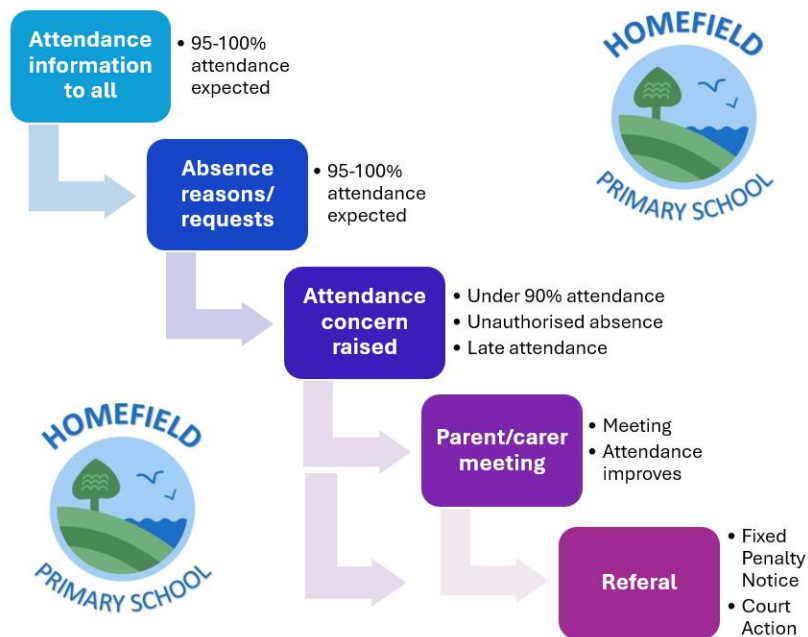 Attendance
information
to all
• 95-100%
attendance
expected
HOMEFIELD
PRIMARY SCHOOL
Absence
reasons/
requests
• 95-100%
attendance
expected
Attendance
concern
raised
• Under 90% attendance
• Unauthorised absence
• Late attendance
HOMEFIELD
PRIMARY SCHOOL
Parent/carer
meeting
• Meeting
• Attendance
improves
Referal
• Fixed
Penalty
Notice
• Court
Action